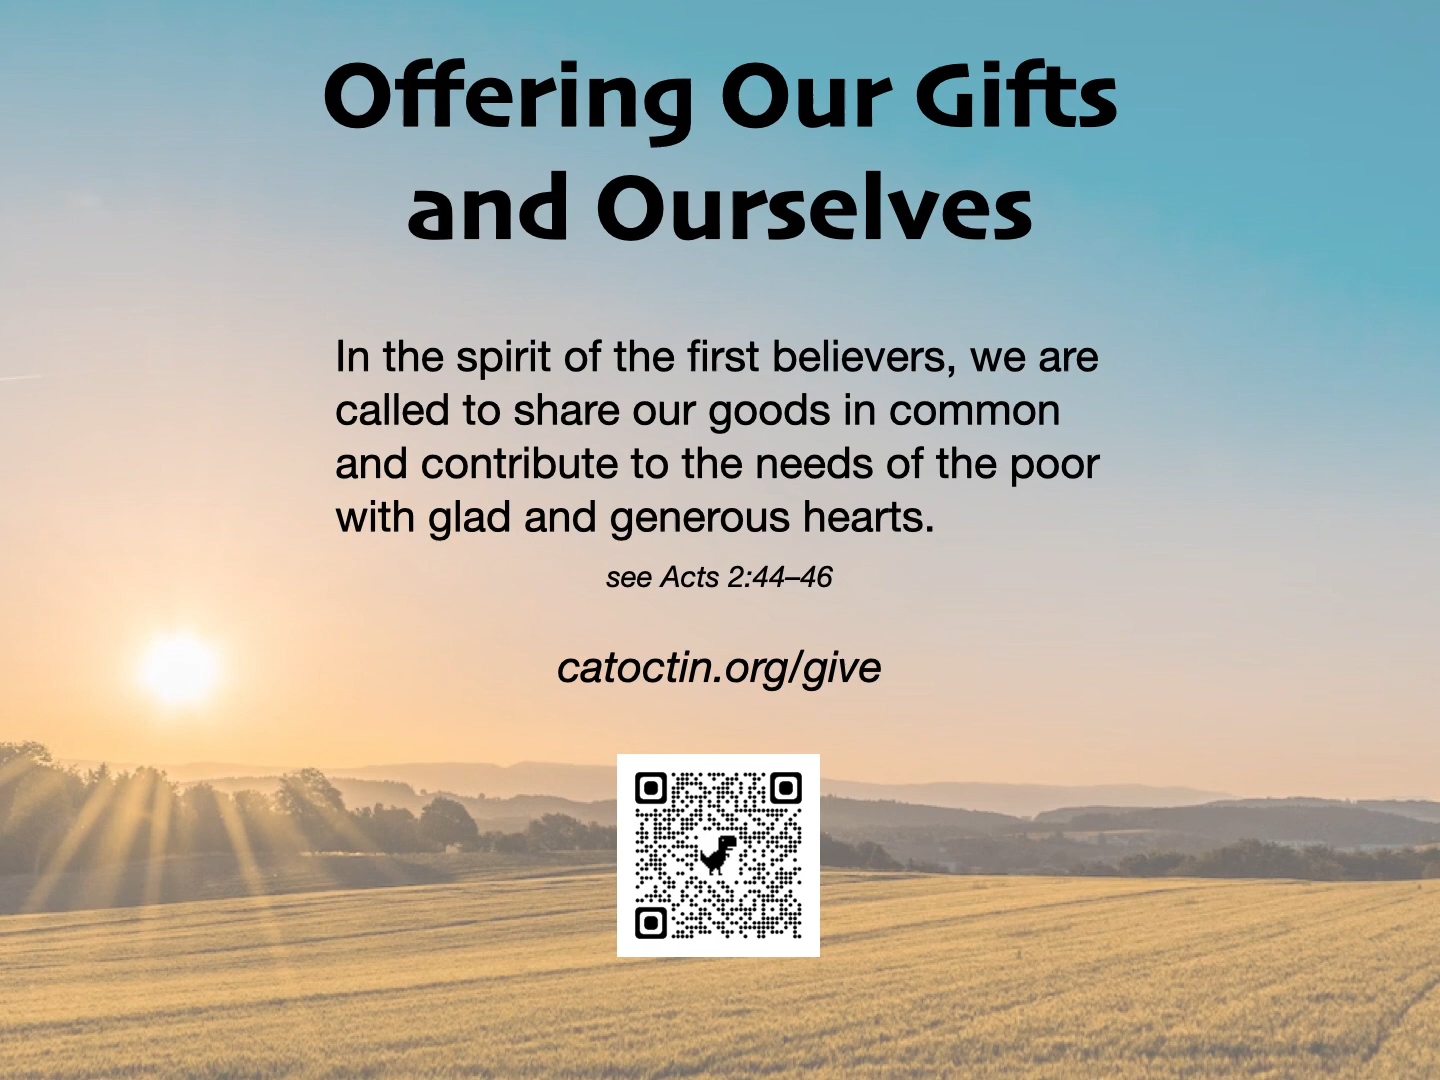 Offering Our Gifts
and Ourselves
In the spirit of the first believers, we are
called to share our goods in common
and contribute to the needs of the poor
with glad and generous hearts.
see Acts 2:44–46
catoctin.org/give